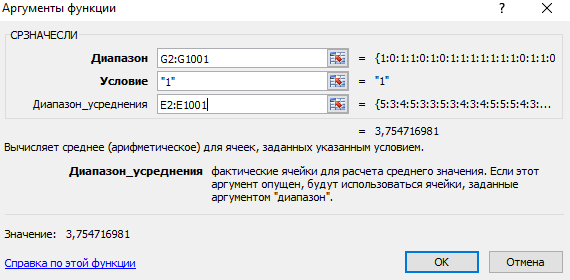 Аргументы функции
СРЗНАЧЕСЛИ
Диапазон G2:G1001 = {1:0:1:1:0:1:0:1:1:1:1:1:1:1:0:1:1:0
Условие "1" = "1"
Диапазон_усреднения E2:E1001 = {5:3:4:5:3:3:5:3:4:3:4:5:5:5:4:3:...
= 3,754716981
Вычисляет среднее (арифметическое) для ячеек, заданных указанным условием.
Диапазон_усреднения фактические ячейки для расчета среднего значения. Если этот
аргумент опущен, будут использоваться ячейки, заданные
аргументом "диапазон".
Значение: 3,754716981
Справка по этой функции
ОК
Отмена